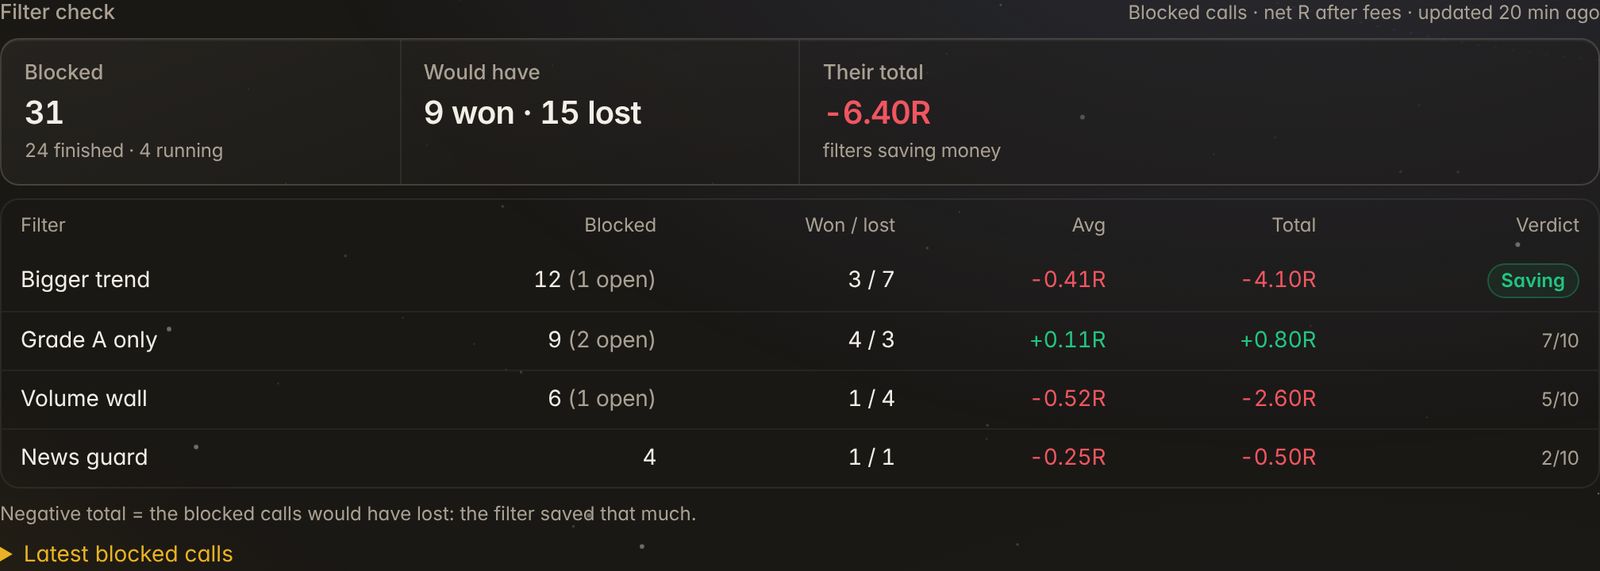 Filter check
Blocked calls · net R after fees · updated 20 min ago
Blocked
31
24 finished · 4 running
Would have
9 won · 15 lost
Their total
-6.40R
filters saving money
Filter Blocked Won / lost Avg Total Verdict
Bigger trend 12 (1 open) 3 / 7 -0.41R -4.10R Saving
Grade A only 9 (2 open) 4 / 3 +0.11R +0.80R 7/10
Volume wall 6 (1 open) 1 / 4 -0.52R -2.60R 5/10
News guard 4 1 / 1 -0.25R -0.50R 2/10
Negative total = the blocked calls would have lost: the filter saved that much.
Latest blocked calls